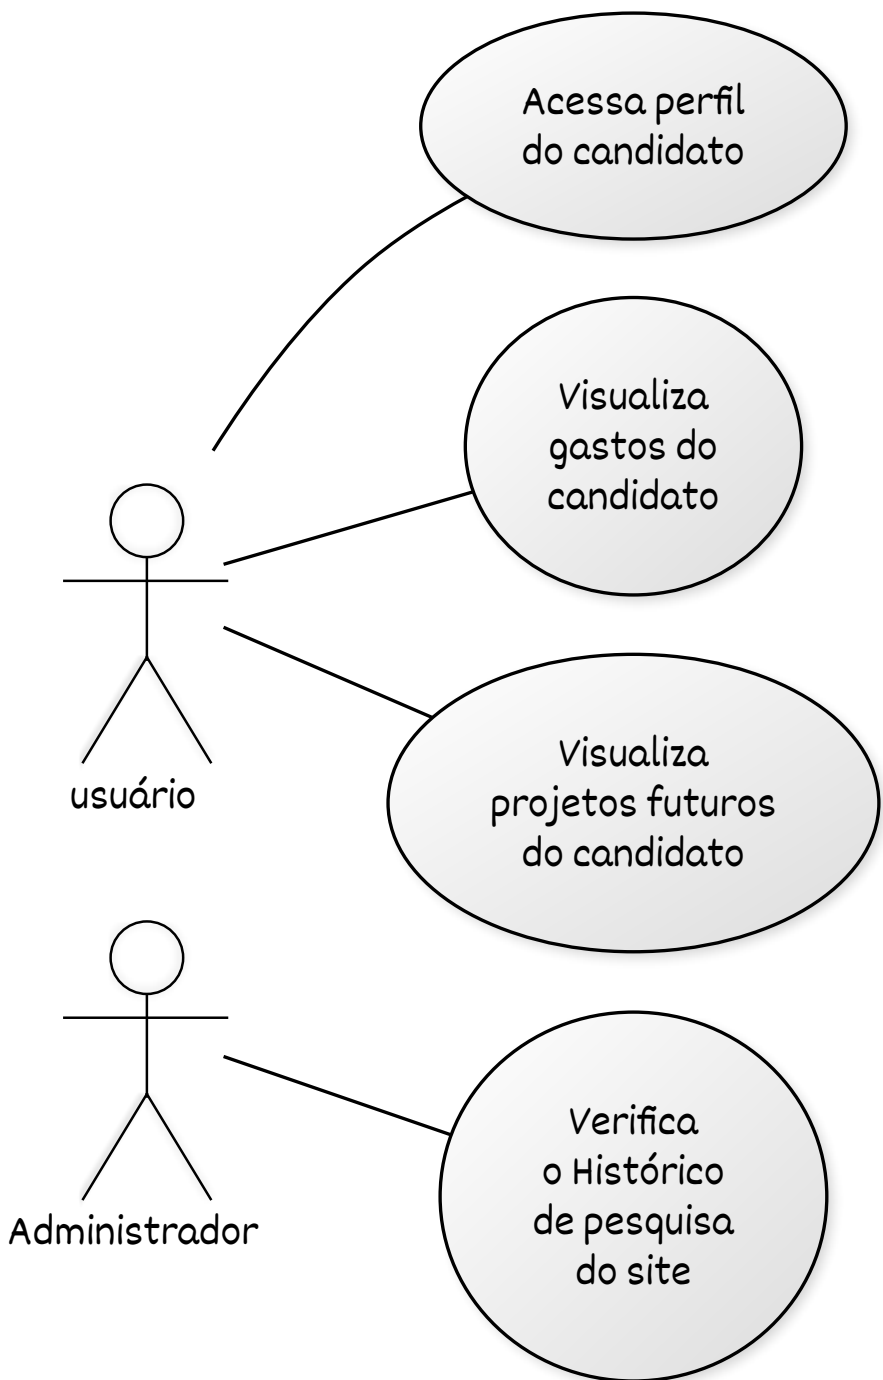 Acessa perfil
do candidato
Visualiza
gastos do
candidato
Visualiza
projetos futuros
do candidato
usuário
Verifica
o Histórico
de pesquisa
do site
Administrador